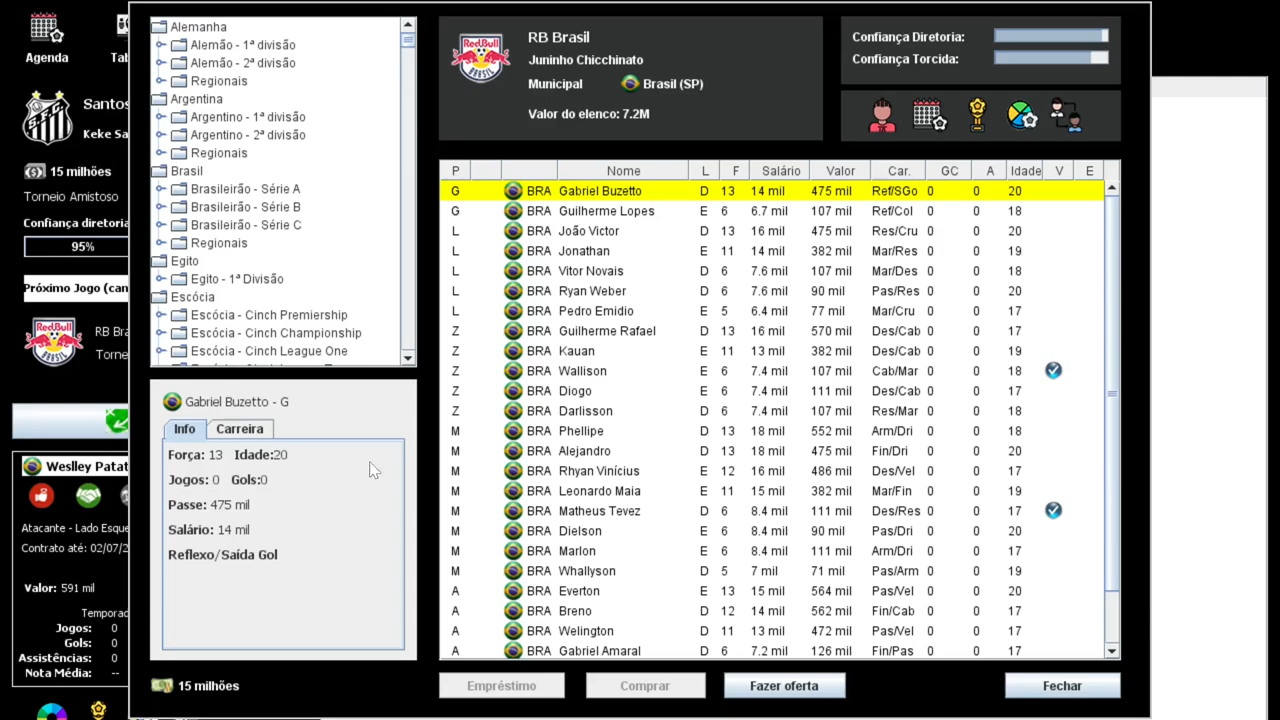 Agenda
Tab
Santos
Keke Sa
15 milhões
Torneio Amistoso
Confiança diretoria
95%
Próximo Jogo (can
RB Bra
Torne
Weslley Patat
Atacante - Lado Esque
Contrato até: 02/07/2
Valor: 591 mil
Temporad
Jogos: 0
Gols: 0
Assistências: 0
Nota Média: --
Alemanha
Alemão - 1ª divisão
Alemão - 2ª divisão
Regionais
Argentina
Argentino - 1ª divisão
Argentino - 2ª divisão
Regionais
Brasil
Brasileirão - Série A
Brasileirão - Série B
Brasileirão - Série C
Regionais
Egito
Egito - 1ª Divisão
Escócia
Escócia - Cinch Premiership
Escócia - Cinch Championship
Escócia - Cinch League One
Gabriel Buzetto - G
Info Carreira
Força: 13 Idade:20
Jogos: 0 Gols:0
Passe: 475 mil
Salário: 14 mil
Reflexo/Saída Gol
15 milhões
RedBull
BRASIL
RB Brasil
Juninho Chicchinato
Municipal Brasil (SP)
Valor do elenco: 7.2M
Confiança Diretoria:
Confiança Torcida:
P Nome L F Salário Valor Car. GC A Idade V E
G BRA Gabriel Buzetto D 13 14 mil 475 mil Ref/SGo 0 0 20
G BRA Guilherme Lopes E 6 6.7 mil 107 mil Ref/Col 0 0 18
L BRA João Victor D 13 16 mil 475 mil Res/Cru 0 0 20
L BRA Jonathan E 11 14 mil 382 mil Mar/Res 0 0 19
L BRA Vitor Novais D 6 7.6 mil 107 mil Mar/Des 0 0 18
L BRA Ryan Weber D 6 7.6 mil 90 mil Pas/Res 0 0 20
L BRA Pedro Emidio E 5 6.4 mil 77 mil Mar/Cru 0 0 17
Z BRA Guilherme Rafael D 13 16 mil 570 mil Des/Cab 0 0 17
Z BRA Kauan E 11 13 mil 382 mil Des/Cab 0 0 19
Z BRA Wallison E 6 7.4 mil 107 mil Cab/Mar 0 0 18
Z BRA Diogo E 6 7.4 mil 111 mil Des/Cab 0 0 17
Z BRA Darlisson D 6 7.4 mil 107 mil Res/Mar 0 0 18
M BRA Phellipe D 13 18 mil 552 mil Arm/Dri 0 0 17
M BRA Alejandro D 13 18 mil 475 mil Fin/Dri 0 0 20
M BRA Rhyan Vinícius E 12 16 mil 486 mil Des/Vel 0 0 17
M BRA Leonardo Maia E 11 15 mil 382 mil Mar/Fin 0 0 19
M BRA Matheus Tevez D 6 8.4 mil 111 mil Des/Res 0 0 17
M BRA Dielson E 6 8.4 mil 90 mil Pas/Dri 0 0 20
M BRA Marlon E 6 8.4 mil 111 mil Arm/Dri 0 0 17
M BRA Whallyson D 5 7 mil 71 mil Pas/Arm 0 0 19
A BRA Everton E 13 15 mil 564 mil Pas/Vel 0 0 20
A BRA Breno D 12 14 mil 562 mil Fin/Cab 0 0 17
A BRA Welington D 11 13 mil 472 mil Pas/Vel 0 0 17
A BRA Gabriel Amaral D 6 7.2 mil 126 mil Fin/Pas 0 0 17
Empréstimo Comprar Fazer oferta Fechar